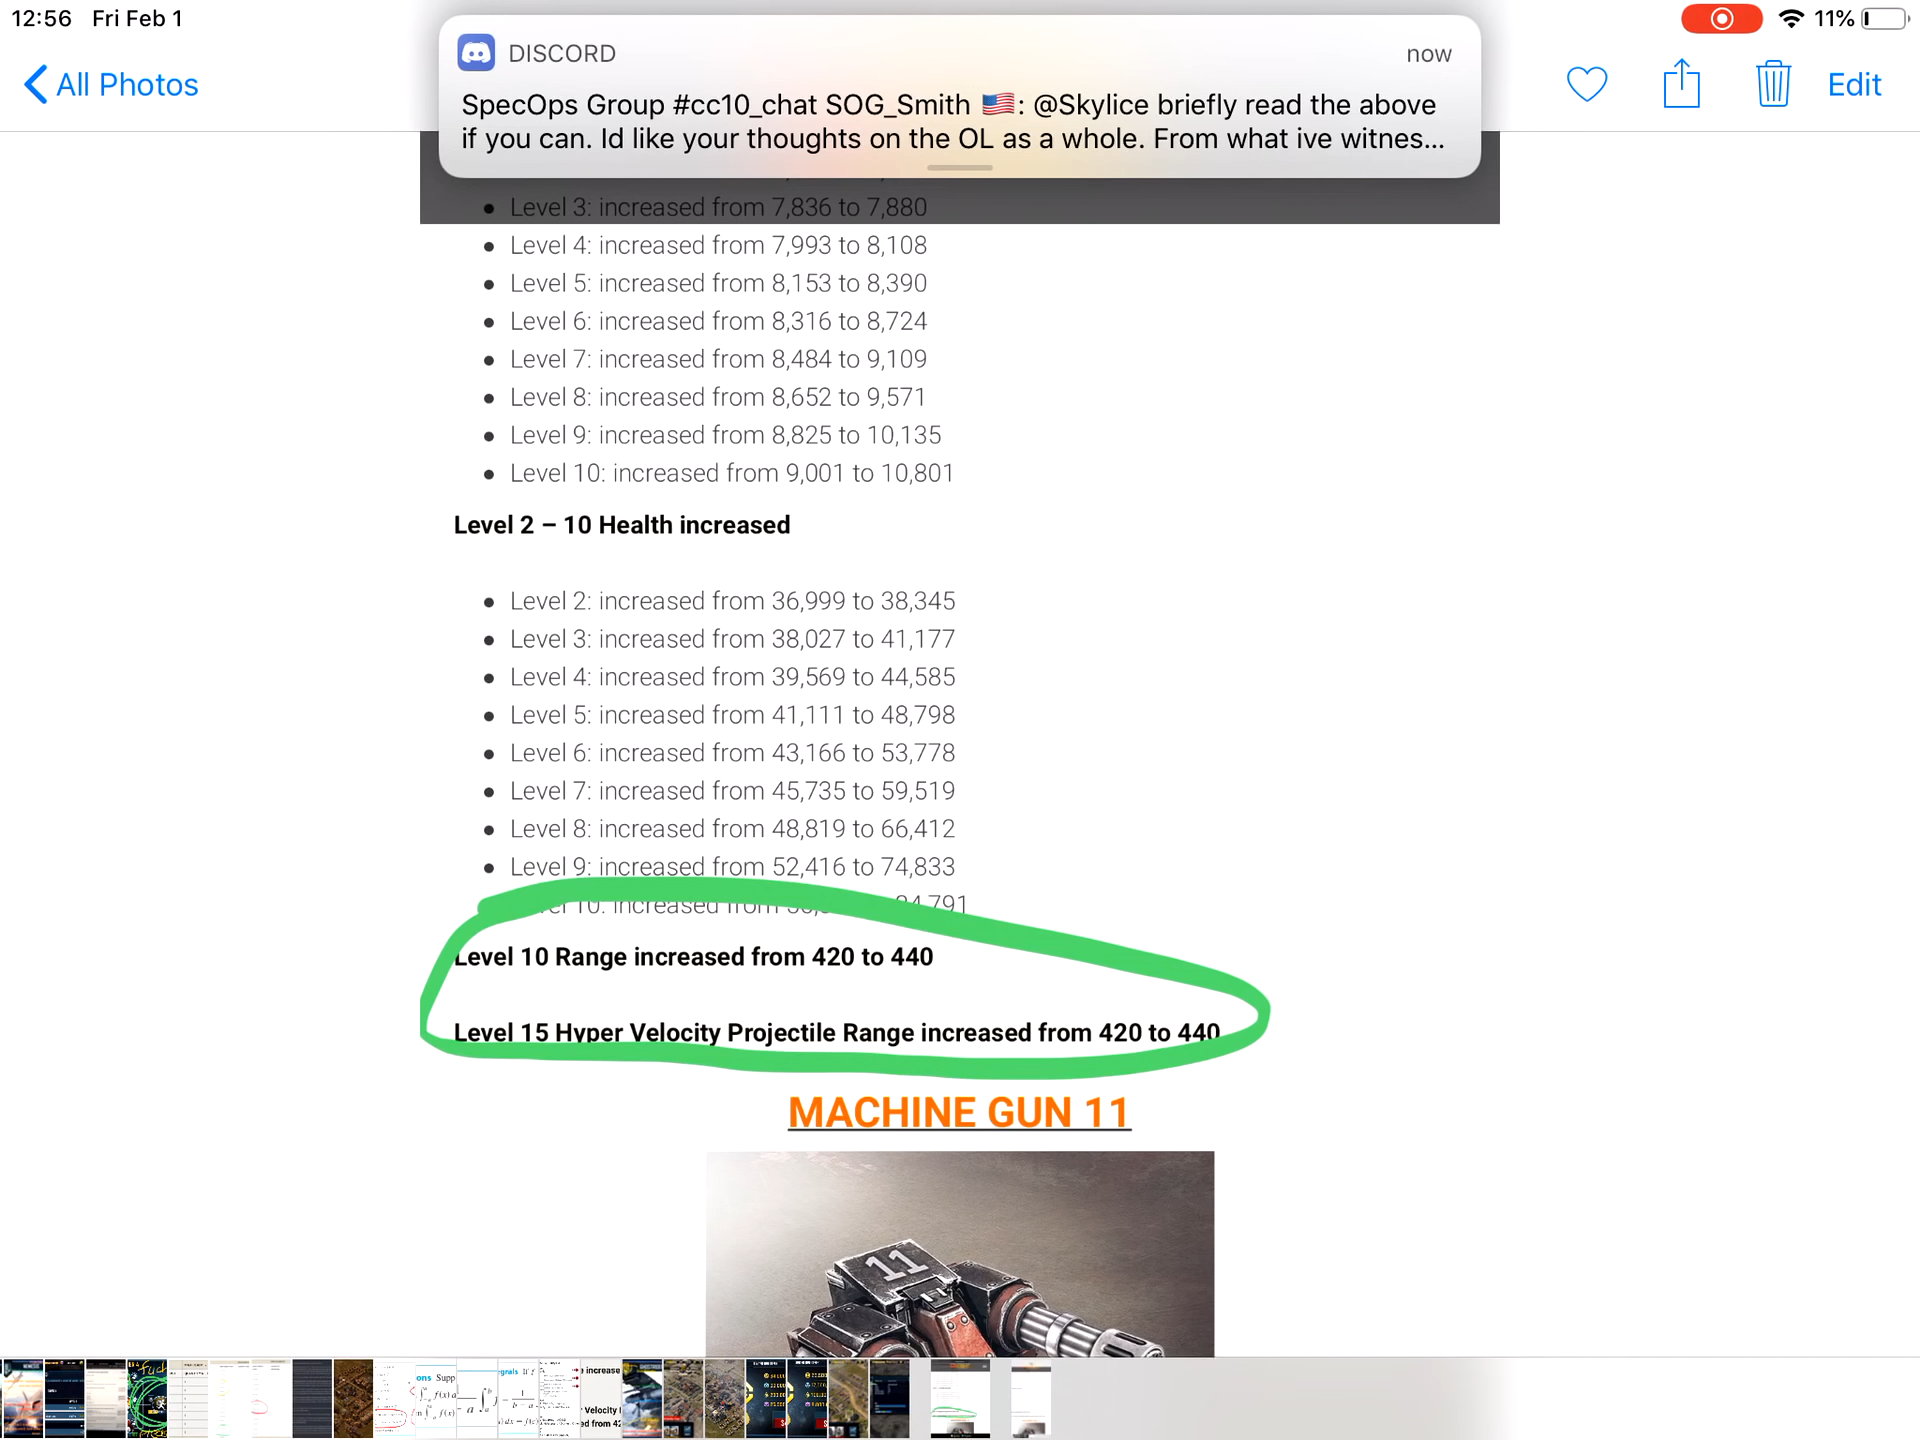 12:56 Fri Feb 1
11%
All Photos
Edit
DISCORD
now
SpecOps Group #cc10_chat SOG_Smith 🇺🇸: @Skylice briefly read the above
if you can. Id like your thoughts on the OL as a whole. From what ive witnes...
• Level 3: increased from 7,836 to 7,880
• Level 4: increased from 7,993 to 8,108
• Level 5: increased from 8,153 to 8,390
• Level 6: increased from 8,316 to 8,724
• Level 7: increased from 8,484 to 9,109
• Level 8: increased from 8,652 to 9,571
• Level 9: increased from 8,825 to 10,135
• Level 10: increased from 9,001 to 10,801
Level 2 – 10 Health increased
• Level 2: increased from 36,999 to 38,345
• Level 3: increased from 38,027 to 41,177
• Level 4: increased from 39,569 to 44,585
• Level 5: increased from 41,111 to 48,798
• Level 6: increased from 43,166 to 53,778
• Level 7: increased from 45,735 to 59,519
• Level 8: increased from 48,819 to 66,412
• Level 9: increased from 52,416 to 74,833
10: increased from
Level 10 Range increased from 420 to 440
Level 15 Hyper Velocity Projectile Range increased from 420 to 440
MACHINE GUN 11
11